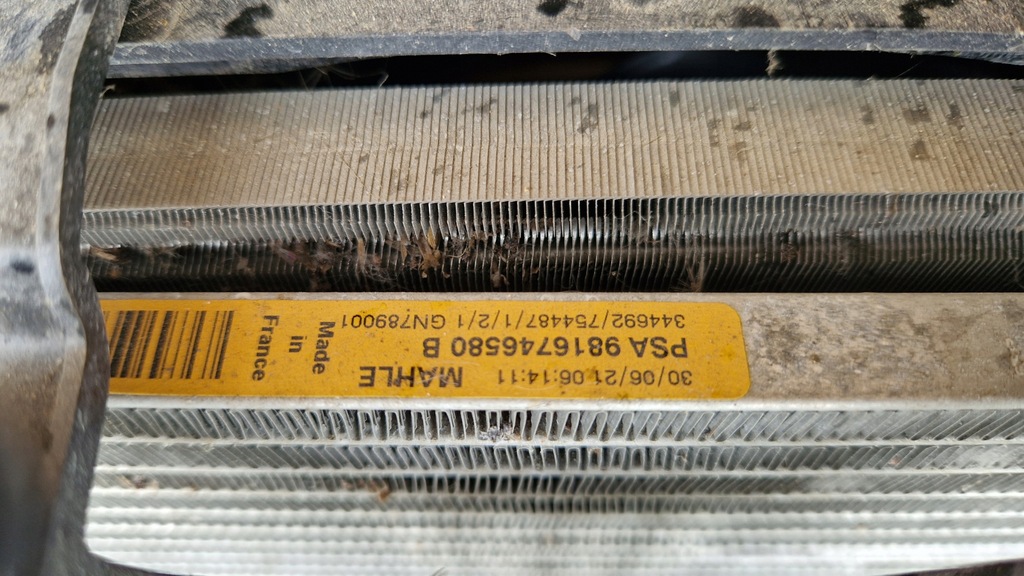 30/06/21 06:14:11 MAHLE
PSA 9816746580 B
344692/754487/1/2/1 GN789001
Made
in
France